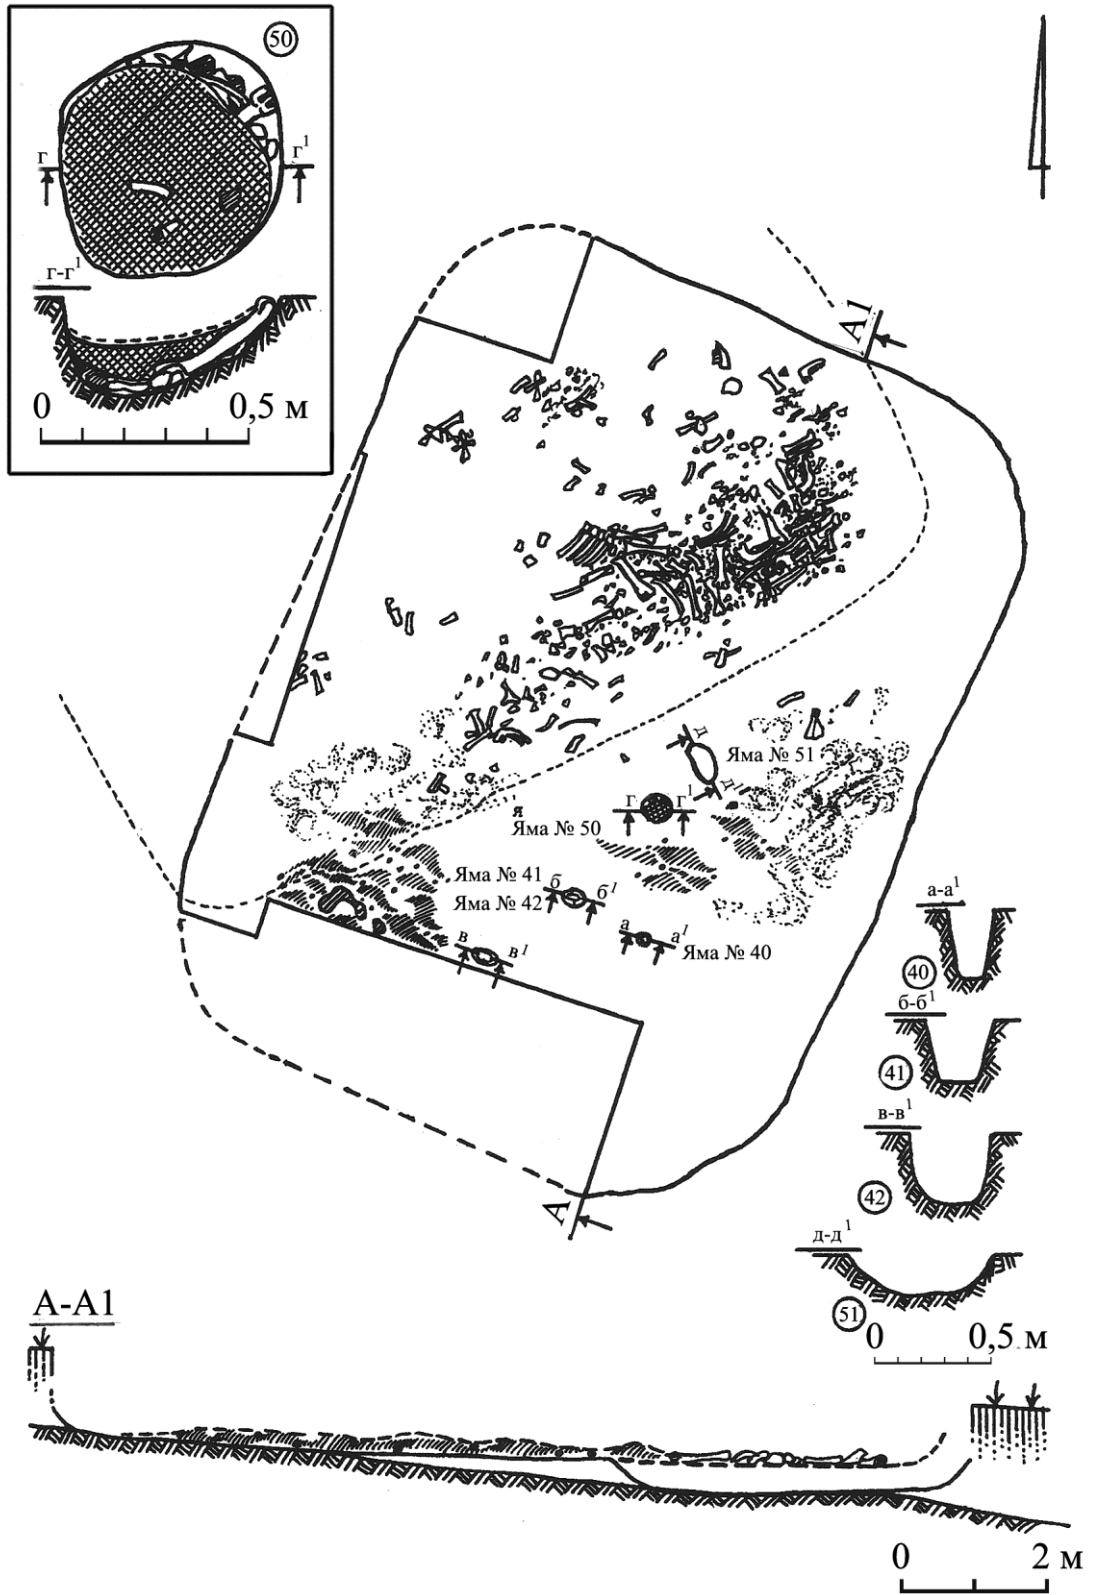 50
г
г¹
г-г¹
0
0,5 м
А1
д
Яма № 51
д¹
г
г¹
я
Яма № 50
Яма № 41
б
б¹
Яма № 42
а
а¹
Яма № 40
в
в¹
а-а¹
40
б-б¹
41
в-в¹
42
А
д-д¹
51
0
0,5 м
А-А1
0
2 м